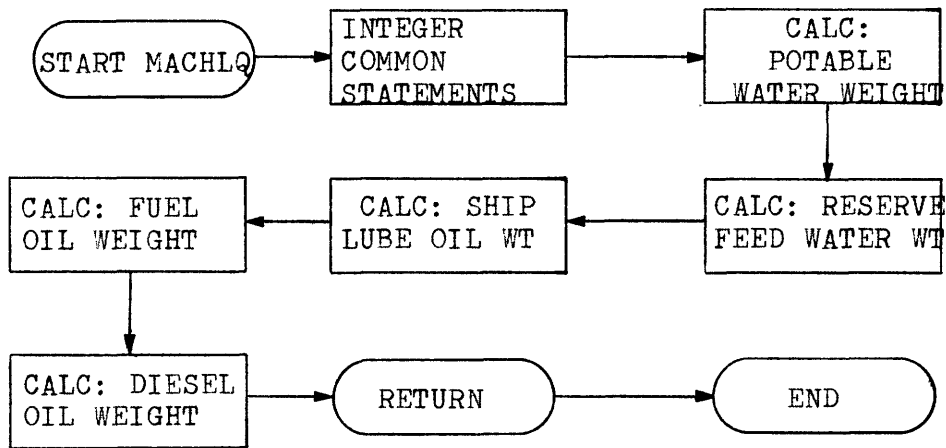 START MACHLQ
INTEGER
COMMON
STATEMENTS
CALC:
POTABLE
WATER WEIGHT
CALC: RESERVE
FEED WATER WT
CALC: SHIP
LUBE OIL WT
CALC: FUEL
OIL WEIGHT
CALC: DIESEL
OIL WEIGHT
RETURN
END